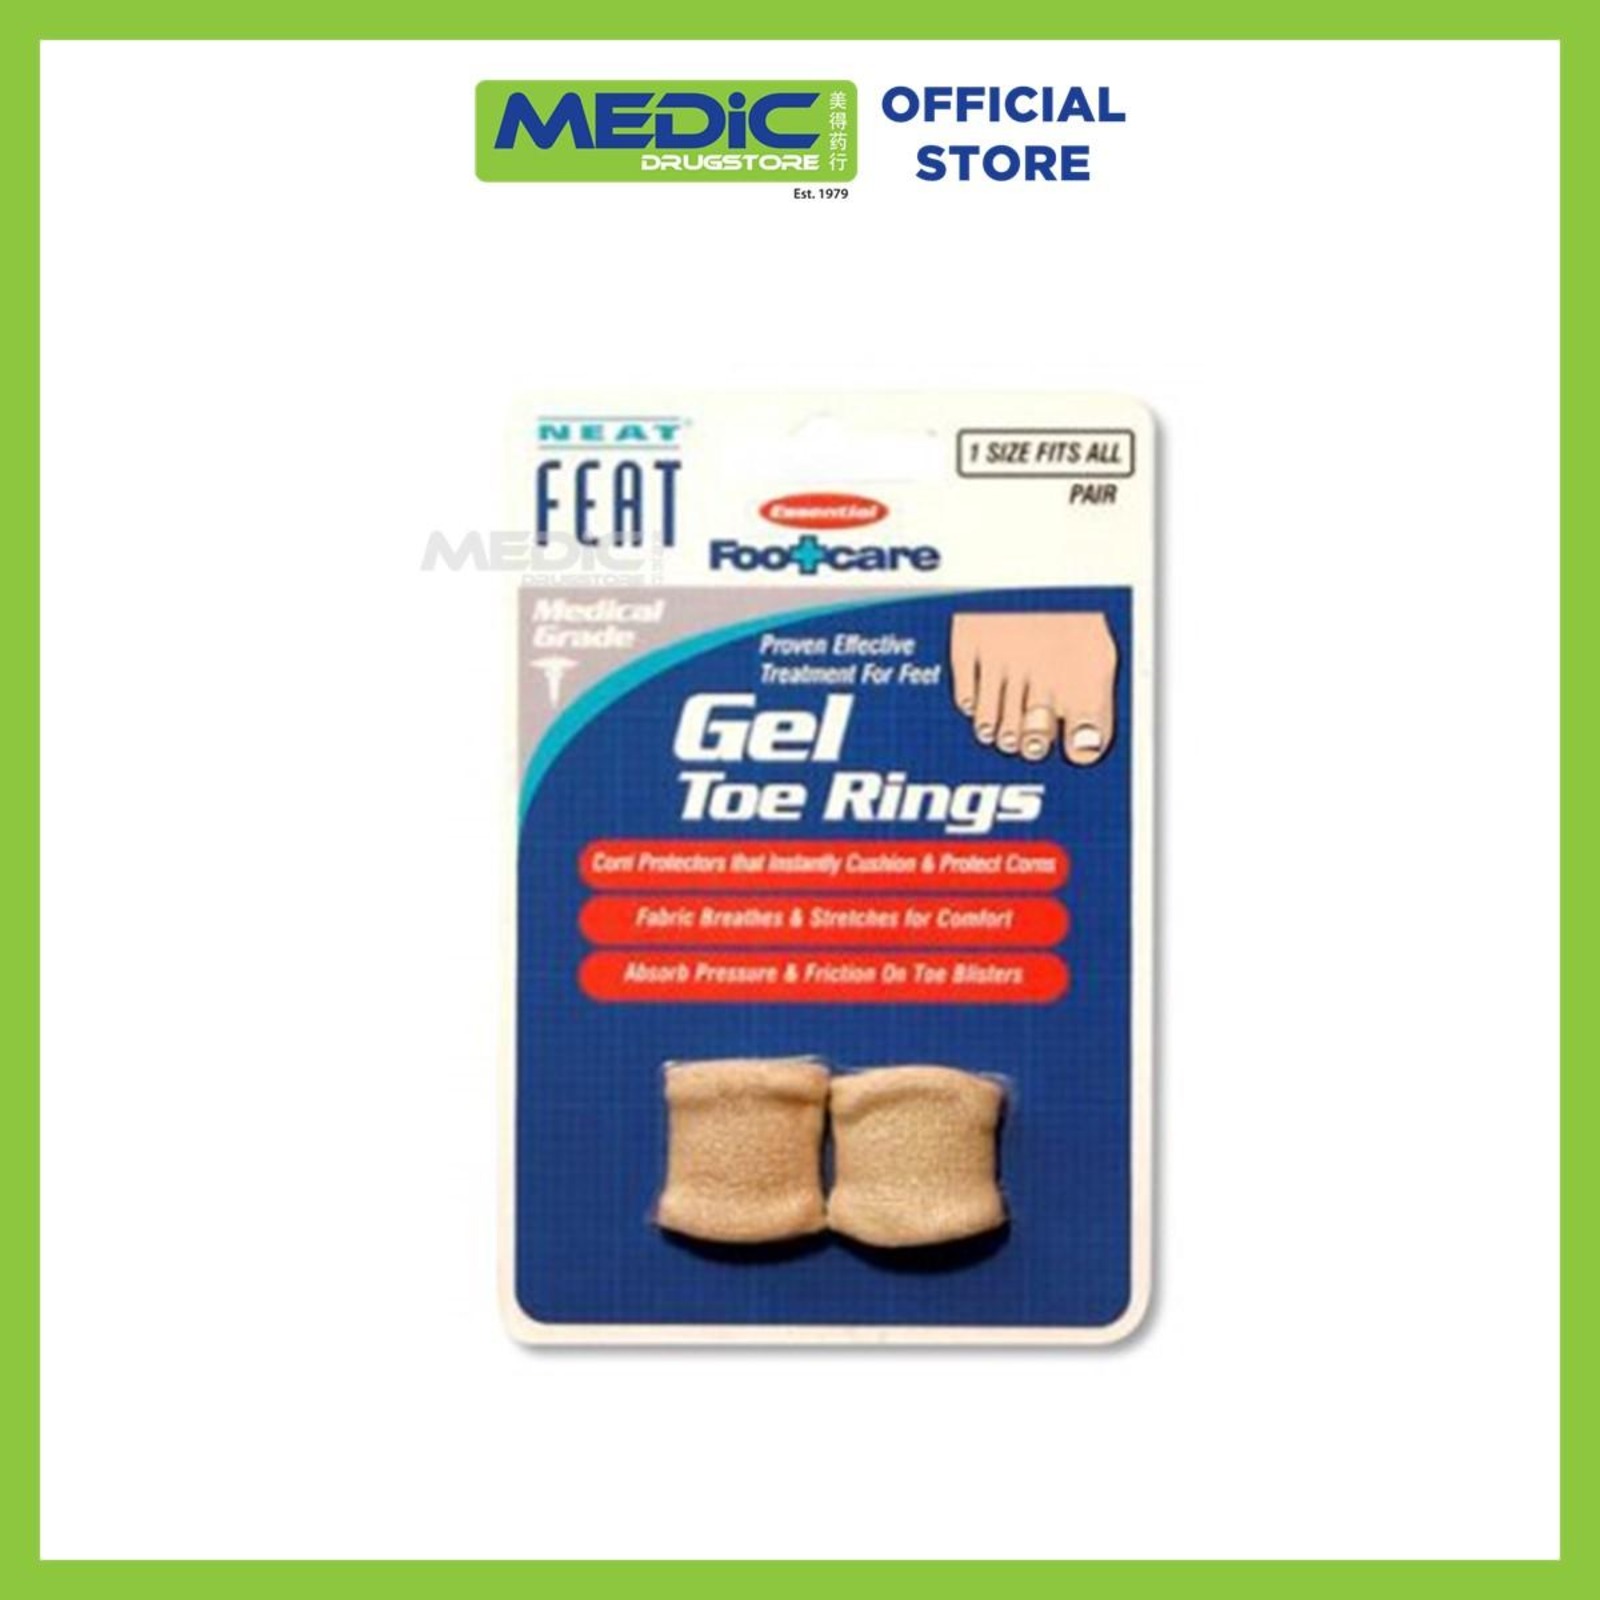 MEDiC
DRUGSTORE
美得药行
Est. 1979
OFFICIAL
STORE
NEAT
FEAT
1 SIZE FITS ALL
PAIR
Essential
Footcare
MEDiC
DRUGSTORE
Medical
Grade
Proven Effective
Treatment For Feet
Gel
Toe Rings
Corn Protectors that Instantly Cushion & Protect Corns
Fabric Breathes & Stretches for Comfort
Absorb Pressure & Friction On Toe Blisters